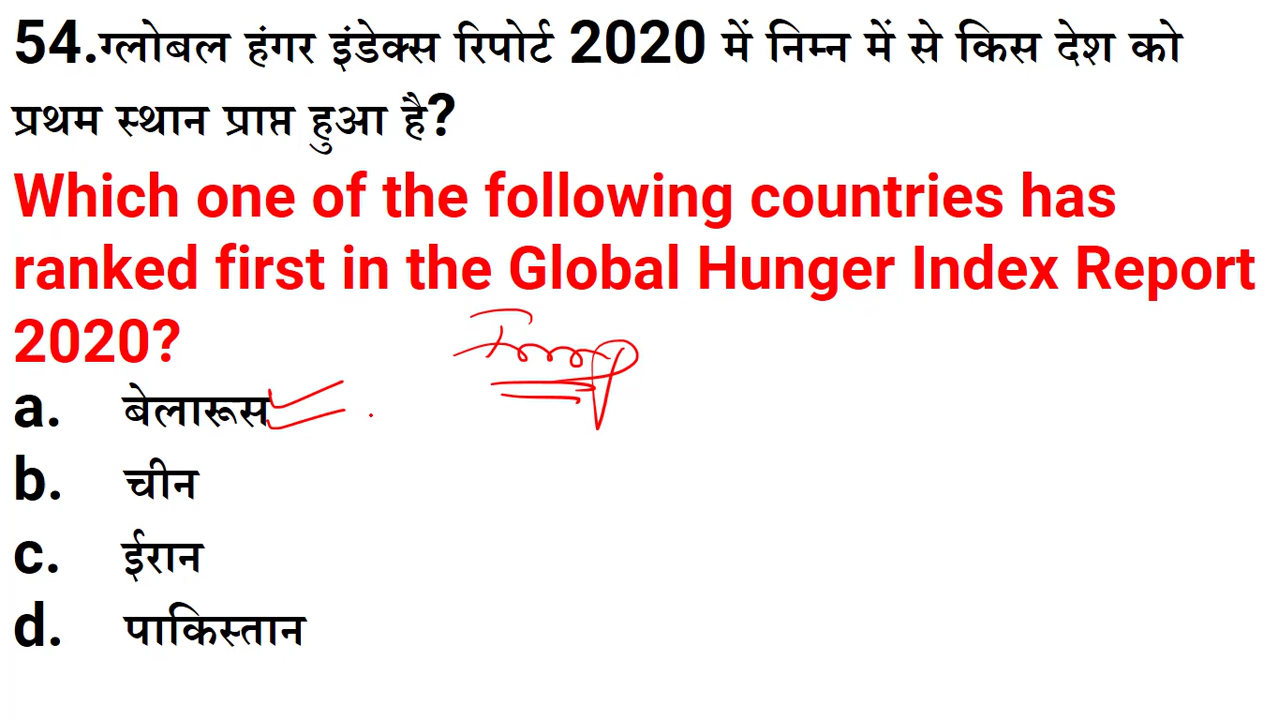 54.ग्लोबल हंगर इंडेक्स रिपोर्ट 2020 में निम्न में से किस देश को
प्रथम स्थान प्राप्त हुआ है?
Which one of the following countries has
ranked first in the Global Hunger Index Report
2020?
a. बेलारूस
b. चीन
c. ईरान
d. पाकिस्तान